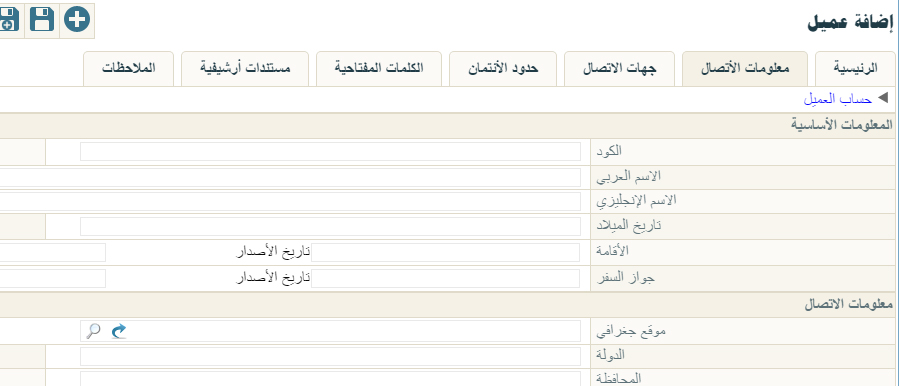 إضافة عميل
الرئيسية معلومات الأتصال جهات الاتصال حدود الأنتمان الكلمات المفتاحية مستندات أرشيفية الملاحظات
حساب العميل
المعلومات الأساسية
الكود
الاسم العربي
الاسم الإنجليزي
تاريخ الميلاد
الأقامة تاريخ الأصدار
جواز السفر تاريخ الأصدار
معلومات الاتصال
موقع جغرافي
الدولة
المحافظة